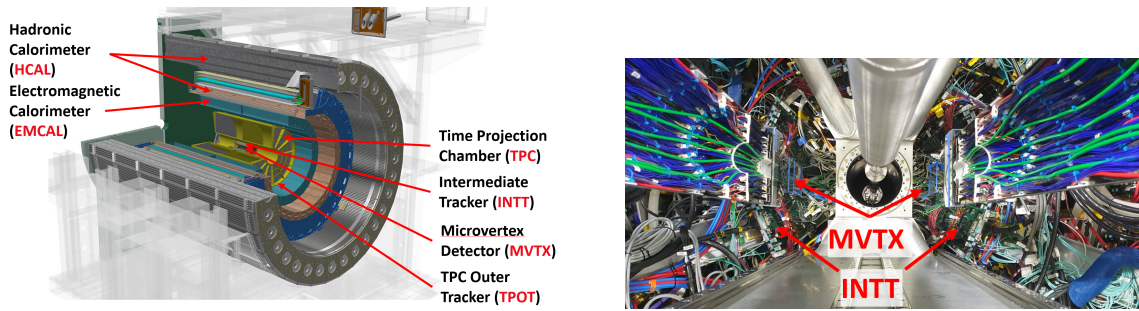 Hadronic
Calorimeter
(HCAL)
Electromagnetic
Calorimeter
(EMCAL)
Time Projection
Chamber (TPC)
Intermediate
Tracker (INTT)
Microvertex
Detector (MVTX)
TPC Outer
Tracker (TPOT)
MVTX
INTT